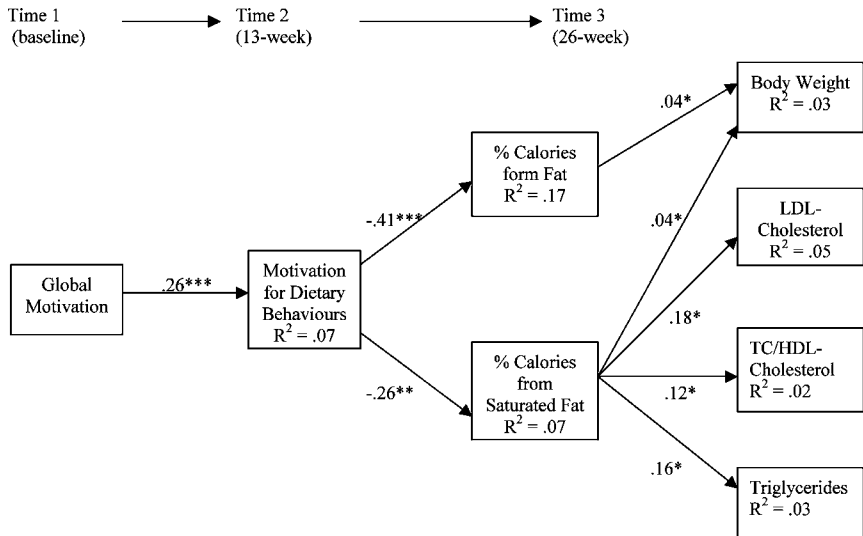 Time 1
(baseline)
Time 2
(13-week)
Time 3
(26-week)
Global
Motivation
.26***
Motivation
for Dietary
Behaviours
R² = .07
-.41***
-.26**
% Calories
form Fat
R² = .17
% Calories
from
Saturated Fat
R² = .07
.04*
.04*
.18*
.12*
.16*
Body Weight
R² = .03
LDL-
Cholesterol
R² = .05
TC/HDL-
Cholesterol
R² = .02
Triglycerides
R² = .03